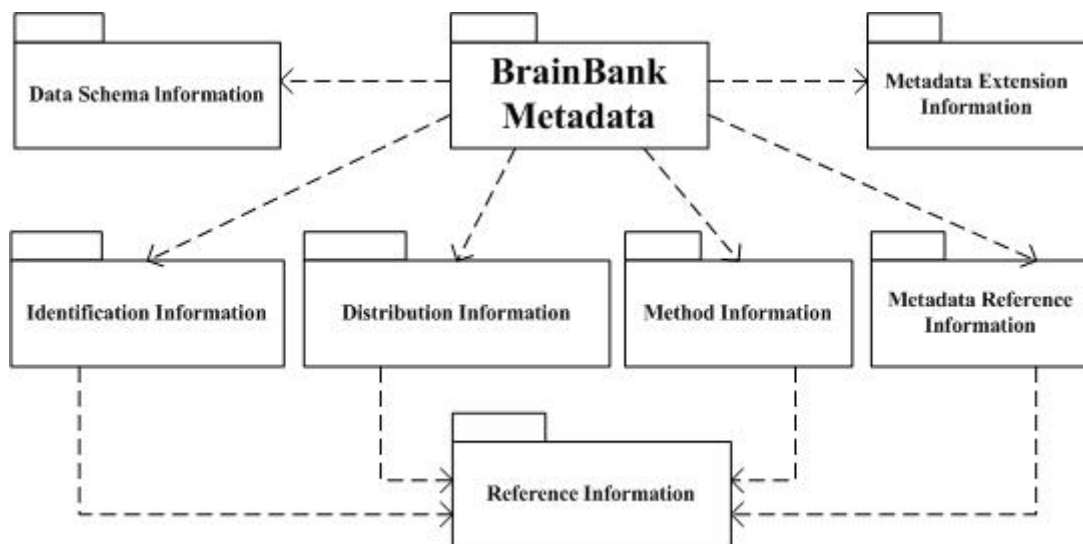 Data Schema Information
BrainBank
Metadata
Metadata Extension
Information
Identification Information
Distribution Information
Method Information
Metadata Reference
Information
Reference Information